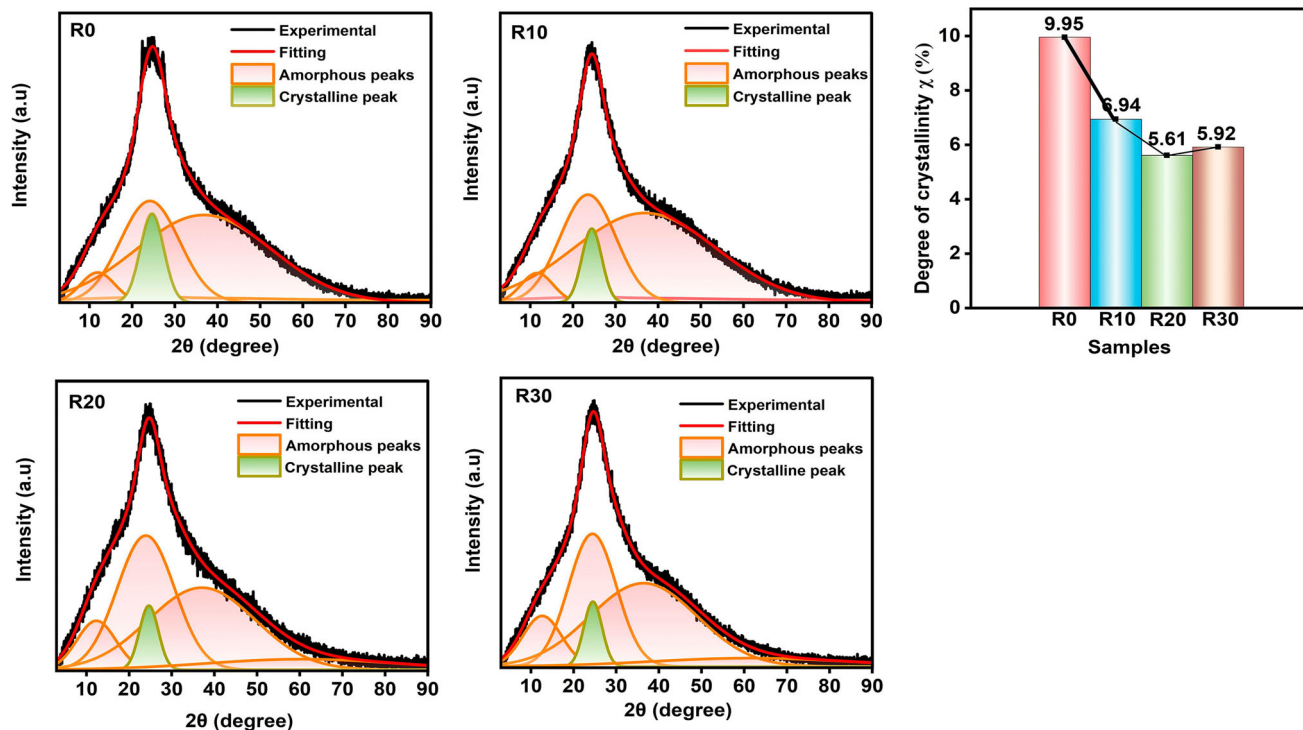 R0
Experimental
Fitting
Amorphous peaks
Crystalline peak
Intensity (a.u)
10 20 30 40 50 60 70 80 90
2θ (degree)
R10
Experimental
Fitting
Amorphous peaks
Crystalline peak
Intensity (a.u)
10 20 30 40 50 60 70 80 90
2θ (degree)
Degree of crystallinity χ (%)
10
8
6
4
2
0
9.95
6.94
5.61
5.92
R0 R10 R20 R30
Samples
R20
Experimental
Fitting
Amorphous peaks
Crystalline peak
Intensity (a.u)
10 20 30 40 50 60 70 80 90
2θ (degree)
R30
Experimental
Fitting
Amorphous peaks
Crystalline peak
Intensity (a.u)
10 20 30 40 50 60 70 80 90
2θ (degree)